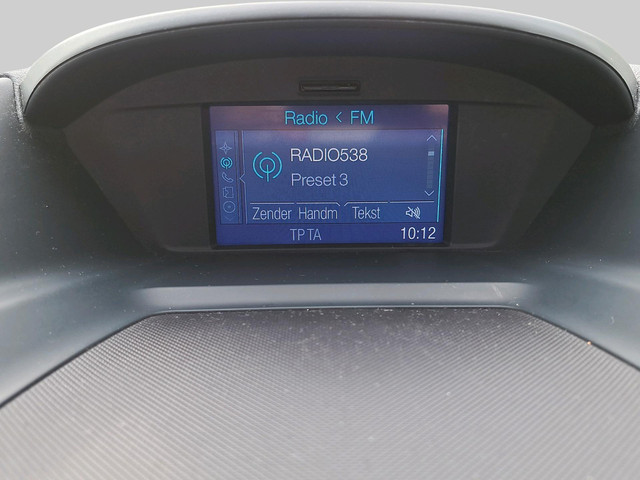 Radio < FM
RADIO538
Preset 3
Zender Handm Tekst
TP TA 10:12